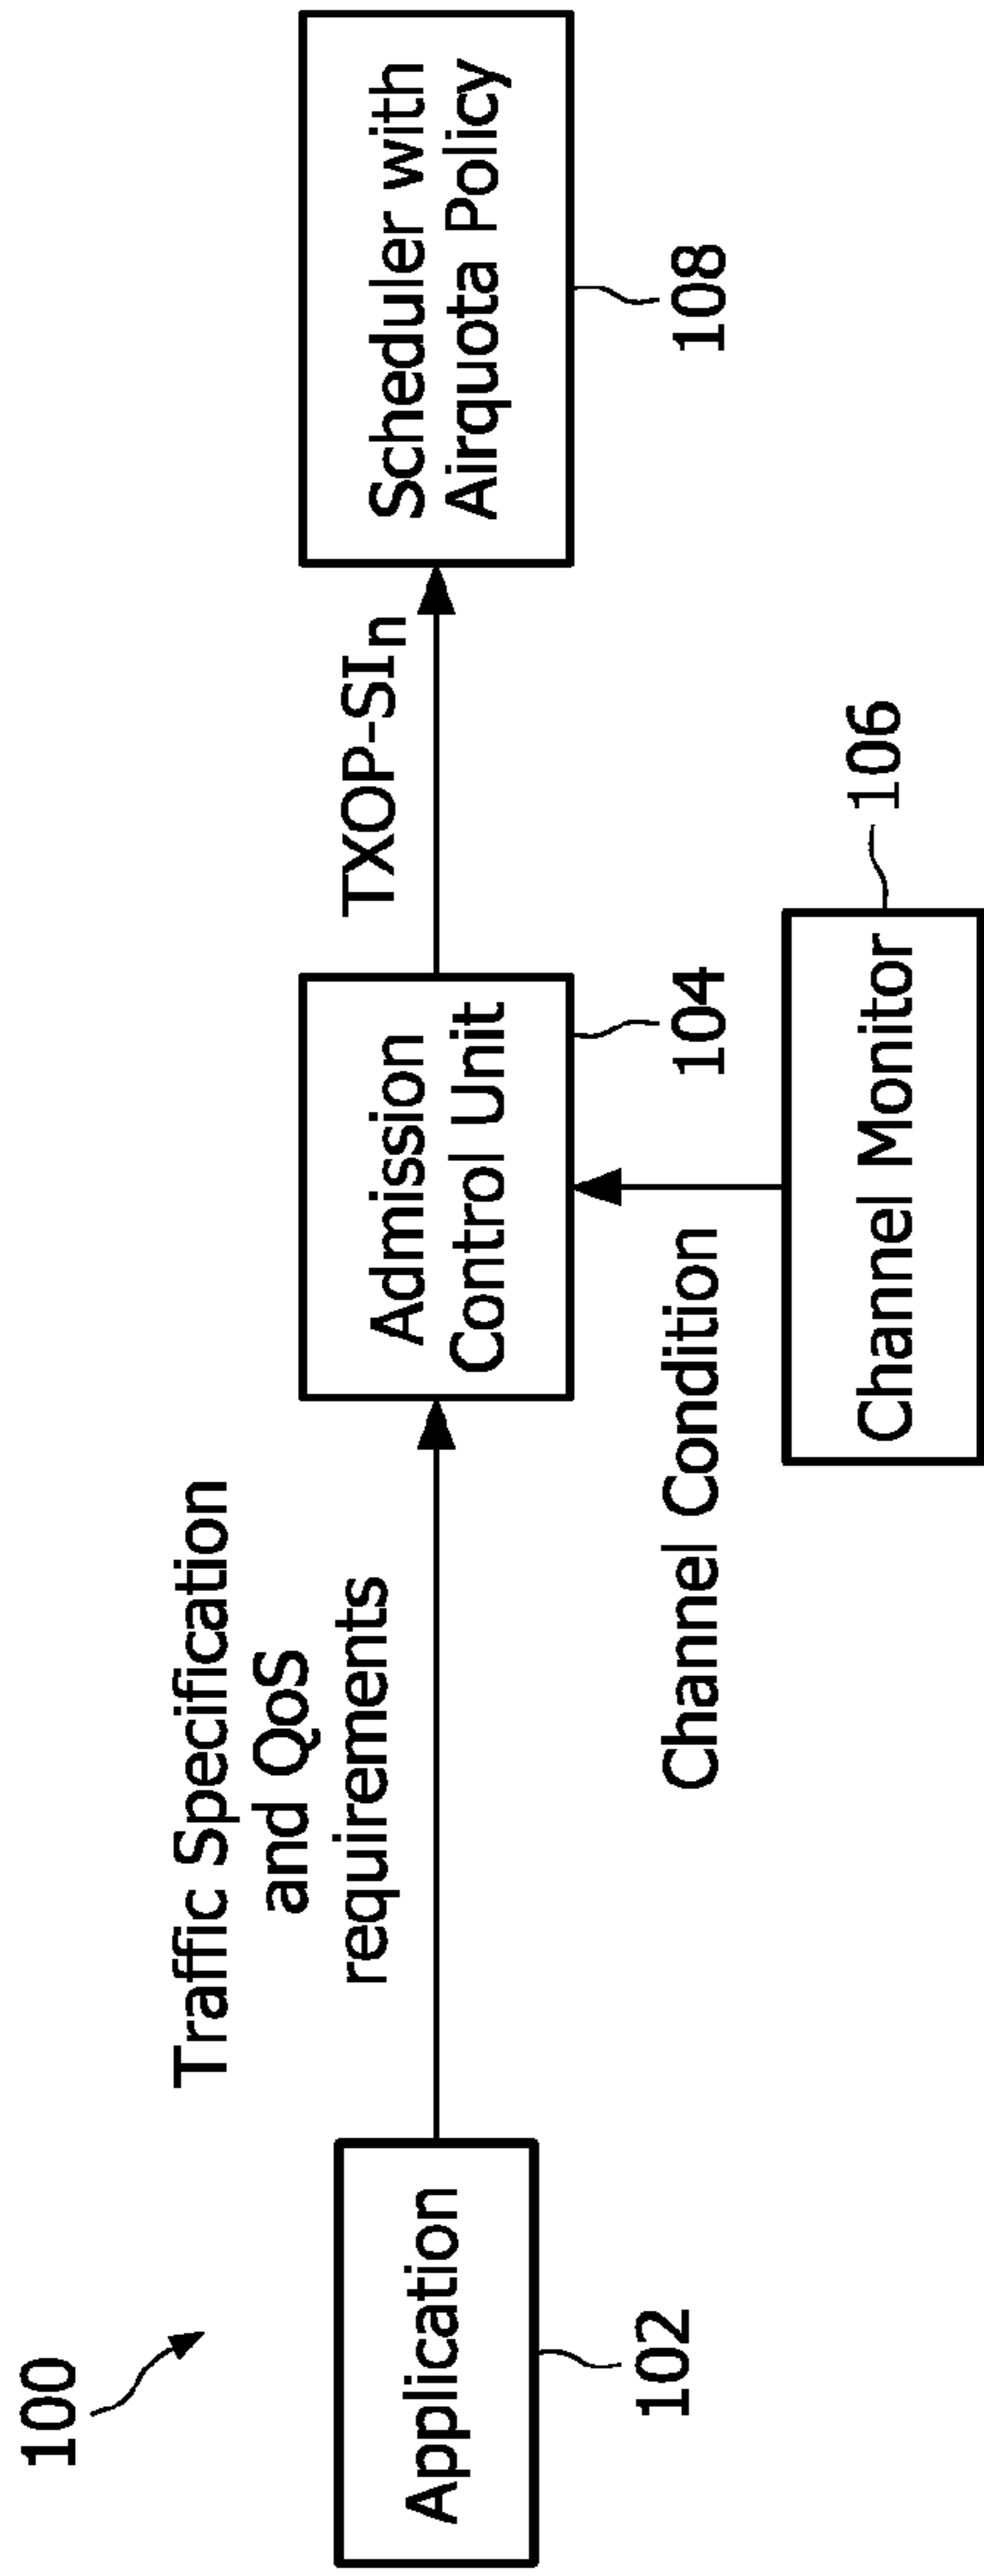 100
Traffic Specification
and QoS
requirements
TXOP-SIn
Application
102
Admission
Control Unit
104
Scheduler with
Airquota Policy
108
Channel Condition
Channel Monitor
106